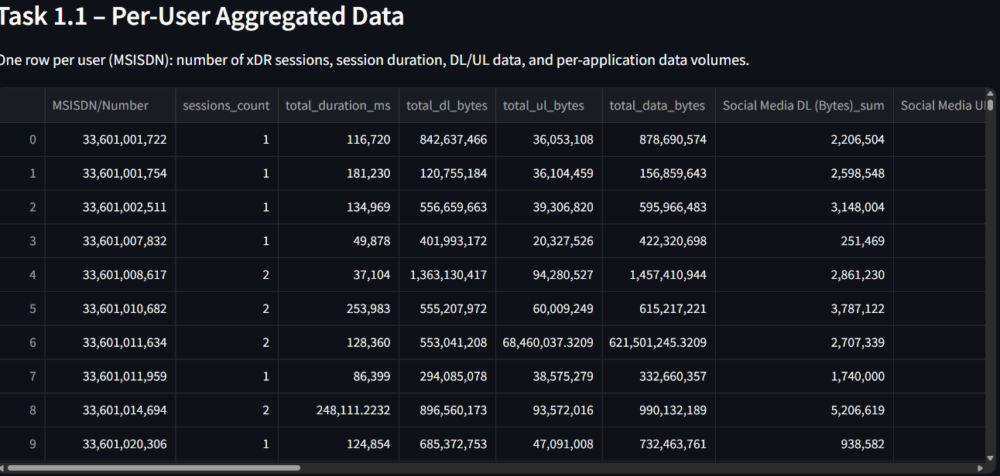 Task 1.1 – Per-User Aggregated Data
One row per user (MSISDN): number of xDR sessions, session duration, DL/UL data, and per-application data volumes.
MSISDN/Number sessions_count total_duration_ms total_dl_bytes total_ul_bytes total_data_bytes Social Media DL (Bytes)_sum Social Media Ul
0 33,601,001,722 1 116,720 842,637,466 36,053,108 878,690,574 2,206,504
1 33,601,001,754 1 181,230 120,755,184 36,104,459 156,859,643 2,598,548
2 33,601,002,511 1 134,969 556,659,663 39,306,820 595,966,483 3,148,004
3 33,601,007,832 1 49,878 401,993,172 20,327,526 422,320,698 251,469
4 33,601,008,617 2 37,104 1,363,130,417 94,280,527 1,457,410,944 2,861,230
5 33,601,010,682 2 253,983 555,207,972 60,009,249 615,217,221 3,787,122
6 33,601,011,634 2 128,360 553,041,208 68,460,037.3209 621,501,245.3209 2,707,339
7 33,601,011,959 1 86,399 294,085,078 38,575,279 332,660,357 1,740,000
8 33,601,014,694 2 248,111.2232 896,560,173 93,572,016 990,132,189 5,206,619
9 33,601,020,306 1 124,854 685,372,753 47,091,008 732,463,761 938,582